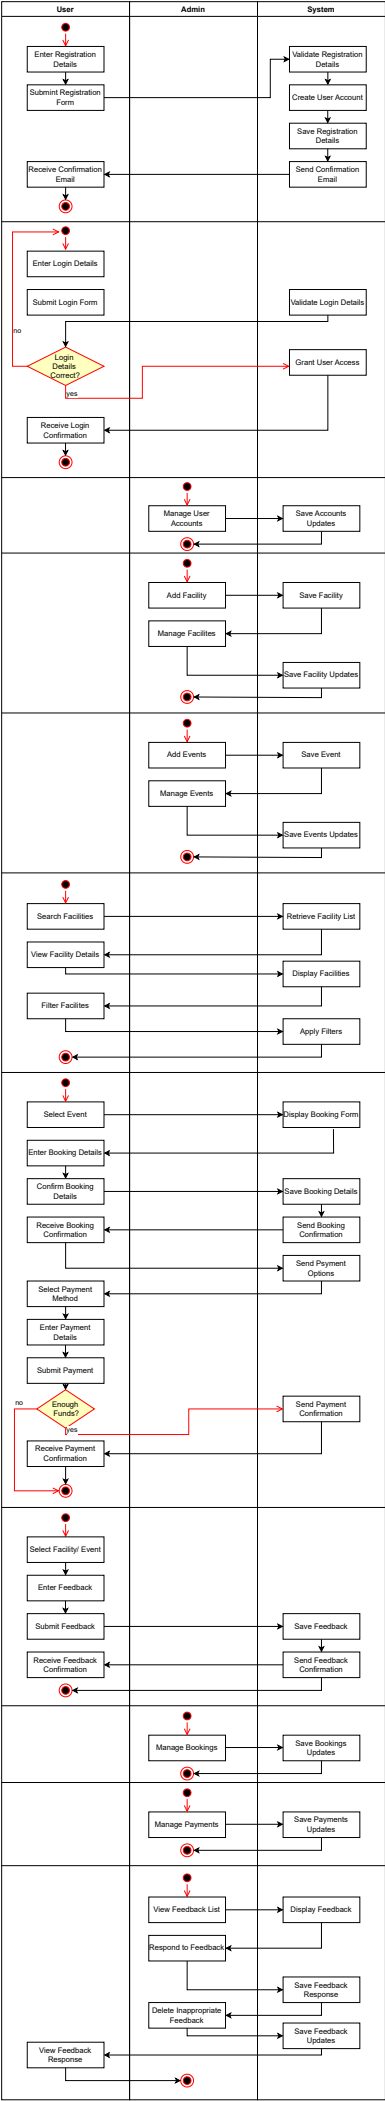 User Admin System
Enter Registration
Details
Validate Registration
Details
Submint Registration
Form
Create User Account
Save Registration
Details
Receive Confirmation
Email
Send Confirmation
Email
Enter Login Details
Submit Login Form
Validate Login Details
no
Login
Details
Correct?
Grant User Access
yes
Receive Login
Confirmation
Manage User
Accounts
Save Accounts
Updates
Add Facility
Save Facility
Manage Facilites
Save Facility Updates
Add Events
Save Event
Manage Events
Save Events Updates
Search Facilities
Retrieve Facility List
View Facility Details
Display Facilities
Filter Facilites
Apply Filters
Select Event
Display Booking Form
Enter Booking Details
Confirm Booking
Details
Save Booking Details
Receive Booking
Confirmation
Send Booking
Confirmation
Send Psyment
Options
Select Payment
Method
Enter Payment
Details
Submit Payment
no
Enough
Funds?
Send Payment
Confirmation
yes
Receive Payment
Confirmation
Select Facility/ Event
Enter Feedback
Submit Feedback
Save Feedback
Receive Feedback
Confirmation
Send Feedback
Confirmation
Manage Bookings
Save Bookings
Updates
Manage Payments
Save Payments
Updates
View Feedback List
Display Feedback
Respond to Feedback
Save Feedback
Response
Delete Inappropriate
Feedback
Save Feedback
Updates
View Feedback
Response